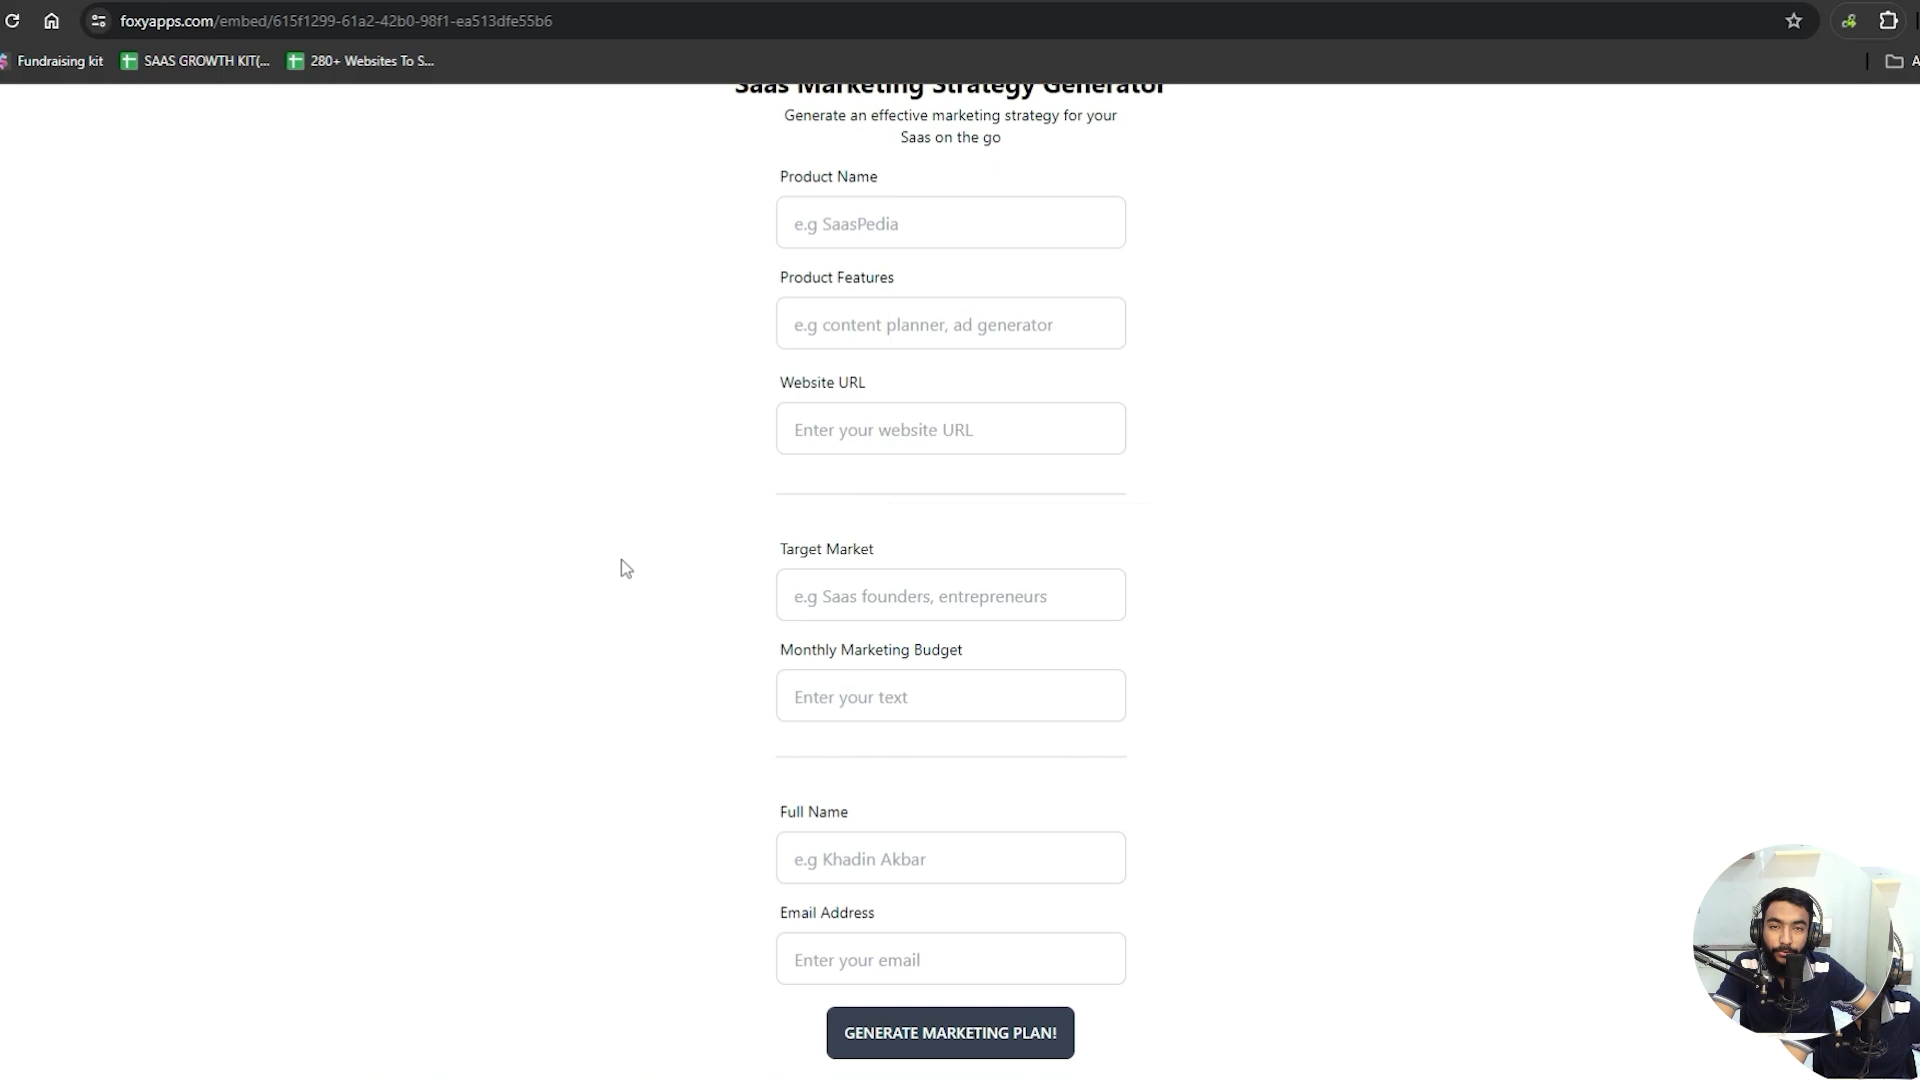 foxyapps.com/embed/615f1299-61a2-42b0-98f1-ea513dfe55b6
Fundraising kit
SAAS GROWTH KIT(...
280+ Websites To S...
A
Saas Marketing Strategy Generator
Generate an effective marketing strategy for your
Saas on the go
Product Name
e.g SaasPedia
Product Features
e.g content planner, ad generator
Website URL
Enter your website URL
Target Market
e.g Saas founders, entrepreneurs
Monthly Marketing Budget
Enter your text
Full Name
e.g Khadin Akbar
Email Address
Enter your email
GENERATE MARKETING PLAN!